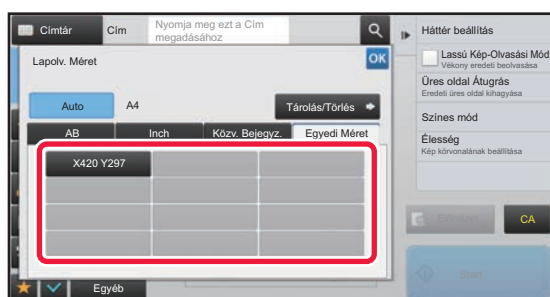 Címtár
Cím
Nyomja meg ezt a Cím
megadásához
Lapolv. Méret
OK
Auto
A4
Tárolás/Törlés
AB
Inch
Közv. Bejegyz.
Egyedi Méret
X420 Y297
Egyéb
Háttér beállítás
Lassú Kép-Olvasási Mód
Vékony eredeti beolvasása
Üres oldal Átugrás
Eredeti üres oldal kihagyása
Színes mód
Élesség
Kép körvonalának beállítása
Előnézet
CA
Start